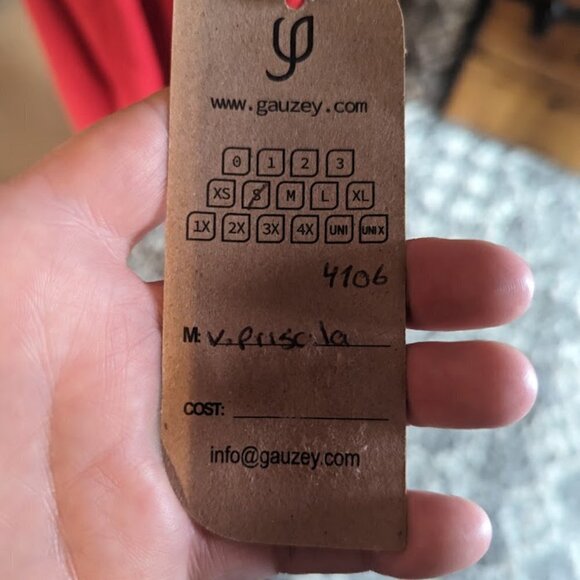 www.gauzey.com
0 1 2 3
XS S M L XL
1X 2X 3X 4X UNI UNIX
4106
M: v.priscila
COST:
info@gauzey.com